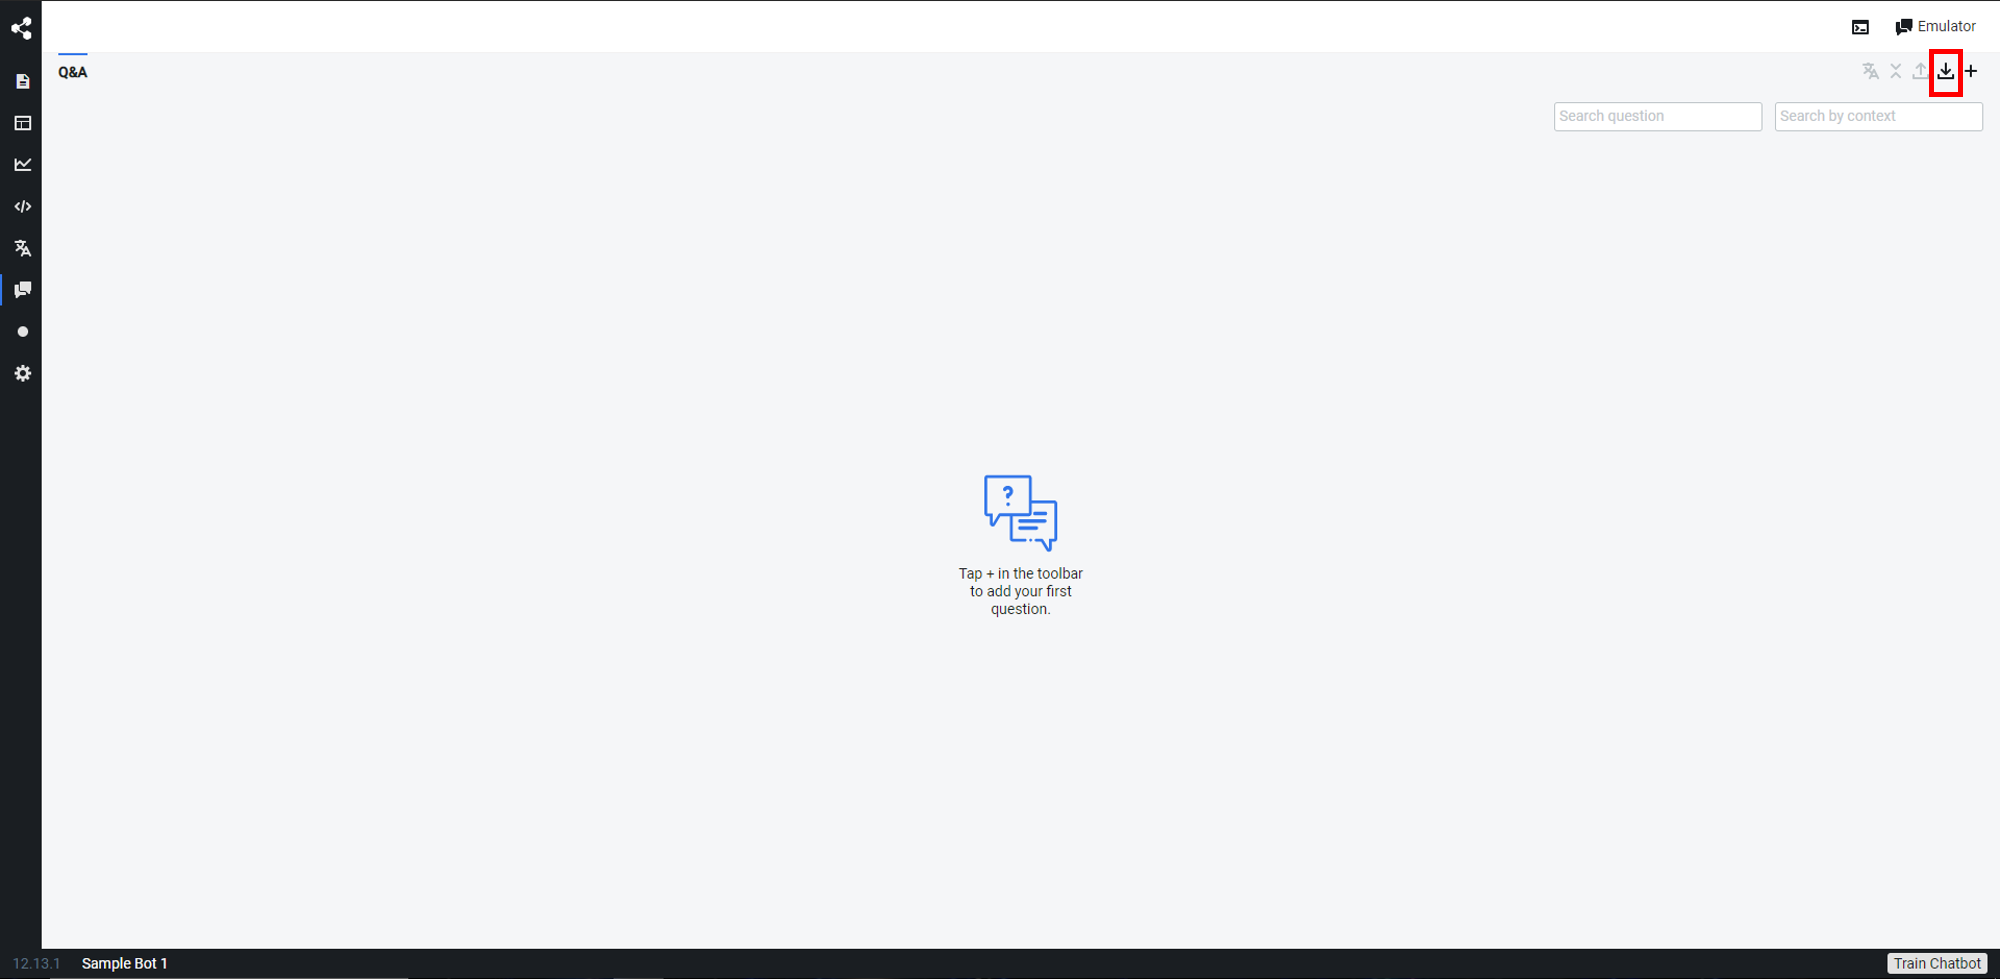 Emulator
Q&A
Search question
Search by context
?
Tap + in the toolbar
to add your first
question.
12.13.1
Sample Bot 1
Train Chatbot